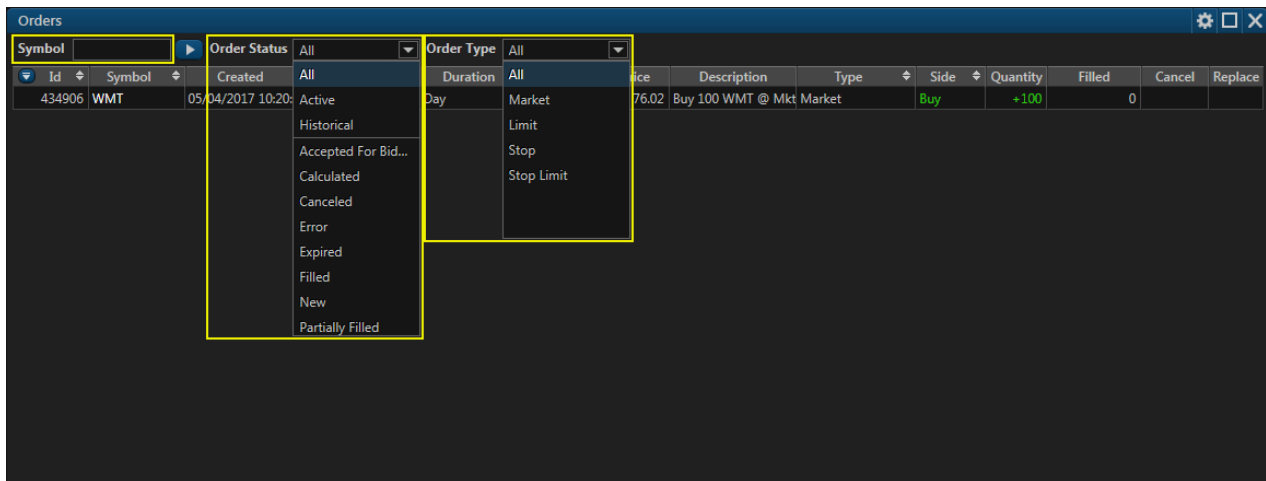 Orders
Symbol Order Status All Order Type All
Id Symbol Created Duration ice Description Type Side Quantity Filled Cancel Replace
434906 WMT 05/04/2017 10:20: Day 76.02 Buy 100 WMT @ Mkt Market Buy +100 0
All
Active
Historical
Accepted For Bid...
Calculated
Canceled
Error
Expired
Filled
New
Partially Filled
All
Market
Limit
Stop
Stop Limit